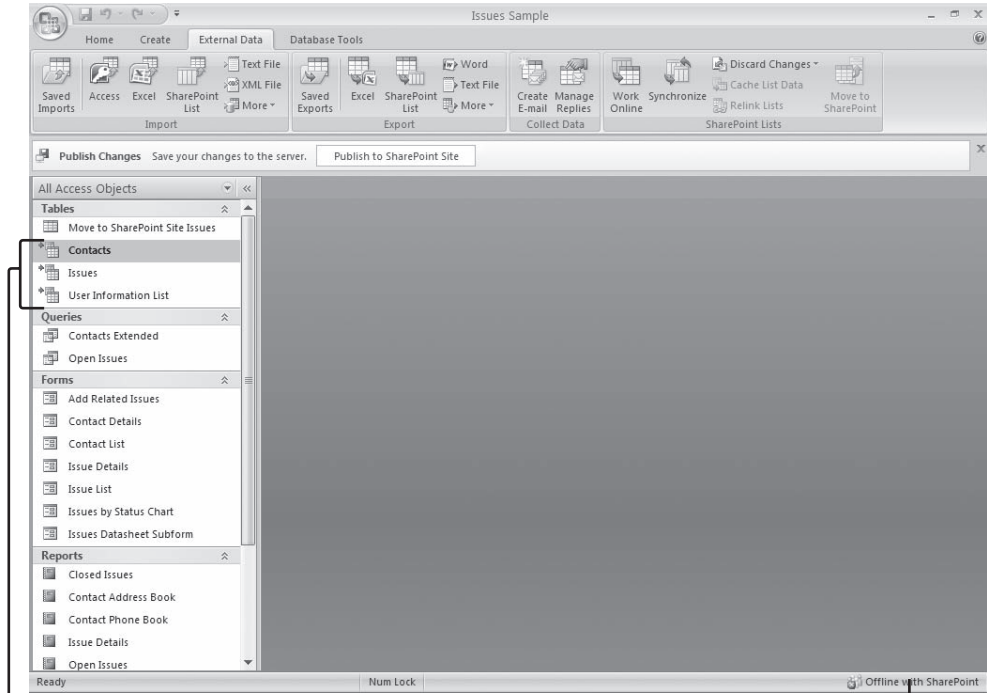 Issues Sample
Home Create External Data Database Tools
Saved Imports
Access
Excel
SharePoint List
Text File
XML File
More
Import
Saved Exports
Excel
SharePoint List
Word
Text File
More
Export
Create E-mail
Manage Replies
Collect Data
Work Online
Synchronize
Discard Changes
Cache List Data
Relink Lists
Move to SharePoint
SharePoint Lists
Publish Changes Save your changes to the server. Publish to SharePoint Site
All Access Objects
Tables
Move to SharePoint Site Issues
Contacts
Issues
User Information List
Queries
Contacts Extended
Open Issues
Forms
Add Related Issues
Contact Details
Contact List
Issue Details
Issue List
Issues by Status Chart
Issues Datasheet Subform
Reports
Closed Issues
Contact Address Book
Contact Phone Book
Issue Details
Open Issues
Ready Num Lock Offline with SharePoint